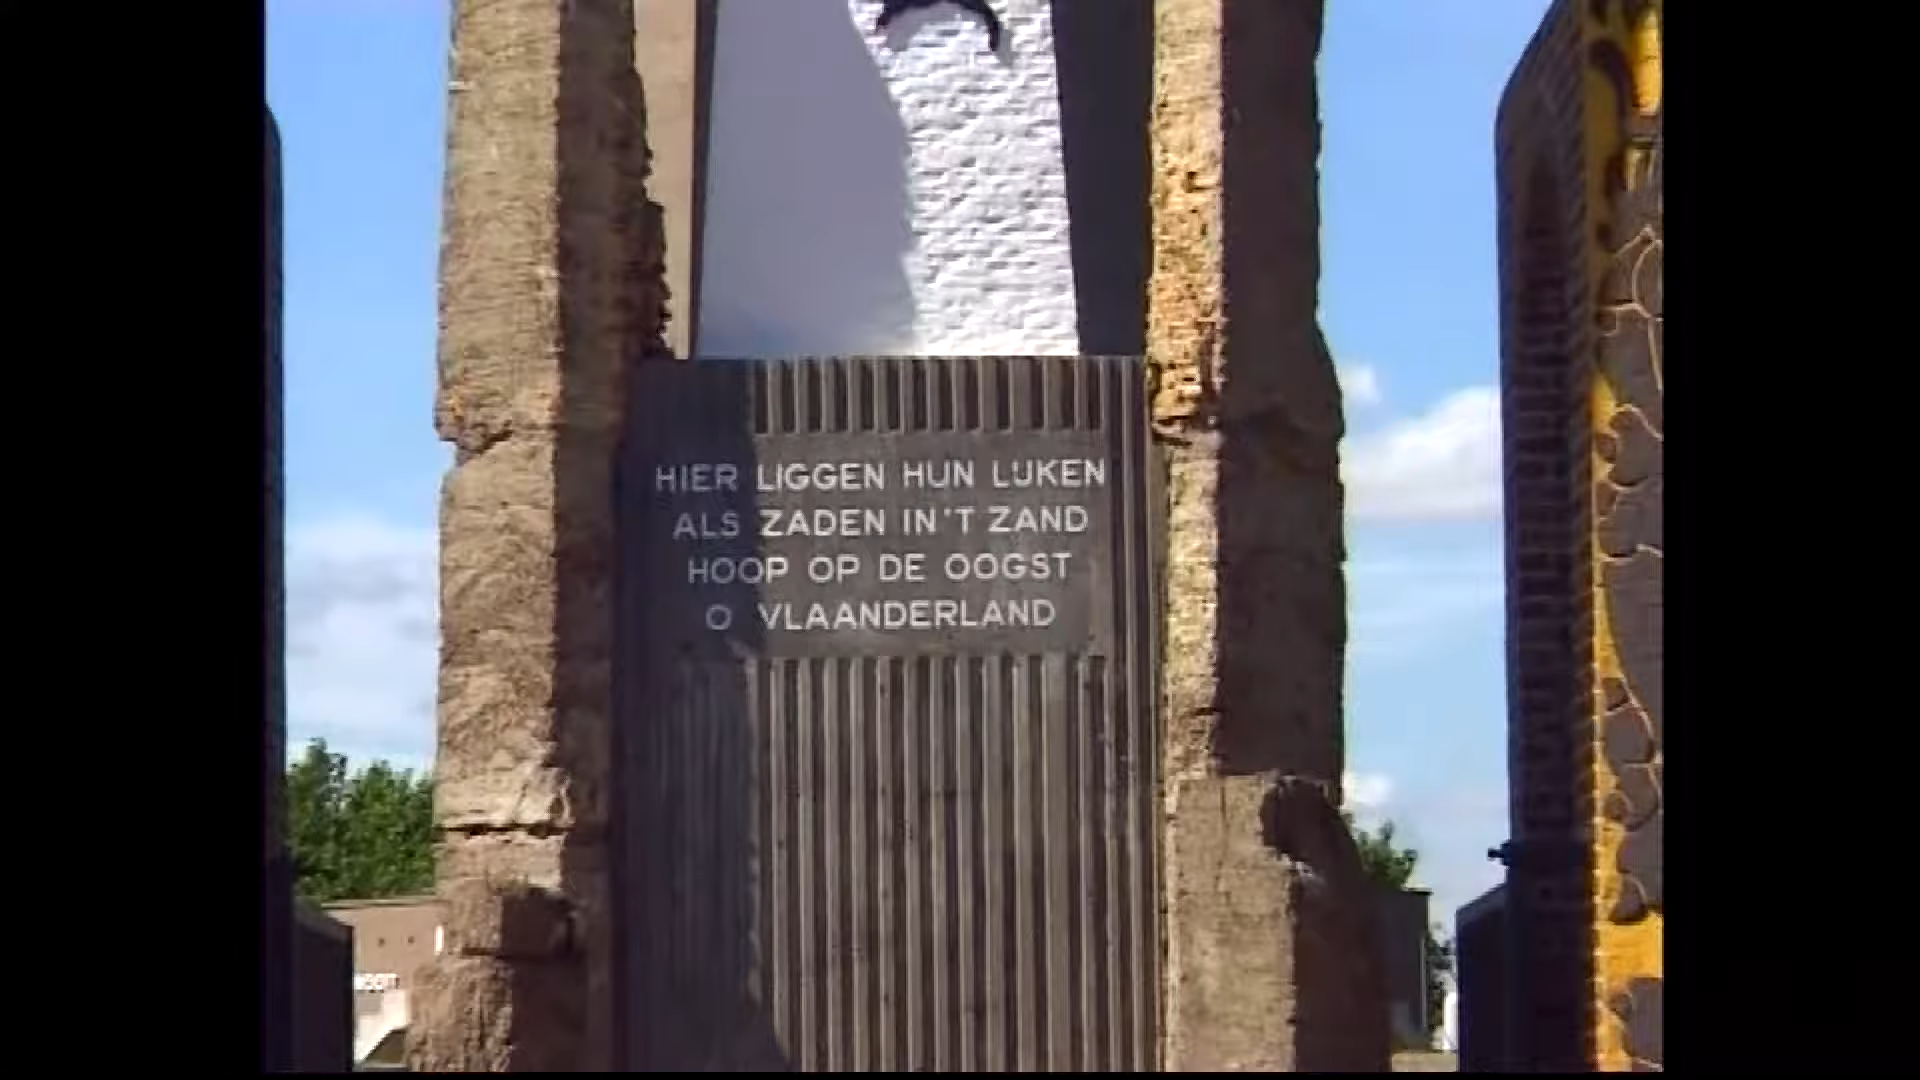 HIER LIGGEN HUN LIJKEN
ALS ZADEN IN 'T ZAND
HOOP OP DE OOGST
O VLAANDERLAND